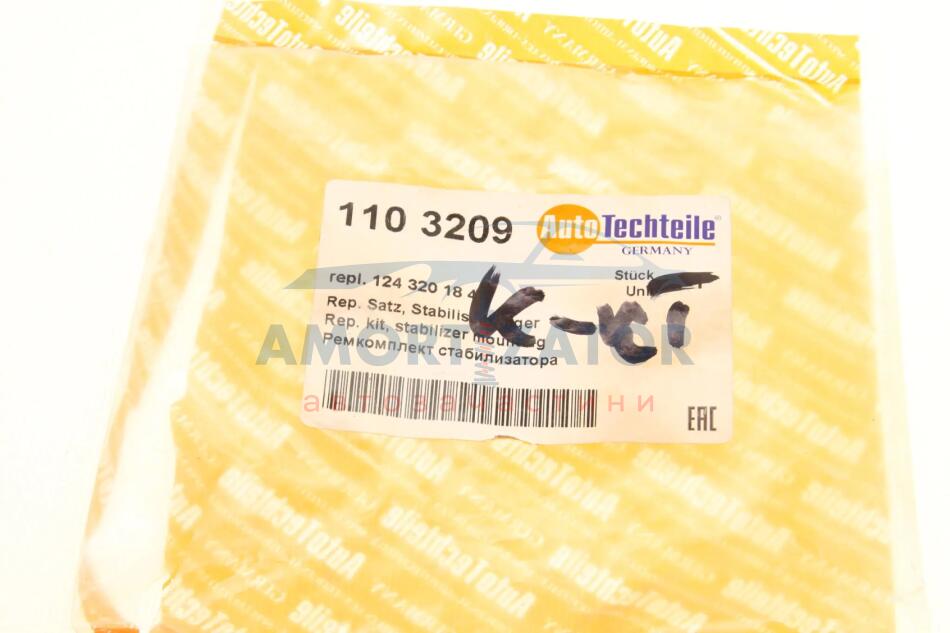 110 3209
AutoTechteile
GERMANY
repl. 124 320 18
Stück
Rep. Satz, Stabilis
Rep. kit, stabilizer
Ремкомплект стабилизатора
AMORTIZATOR
автозапчастини
EAC